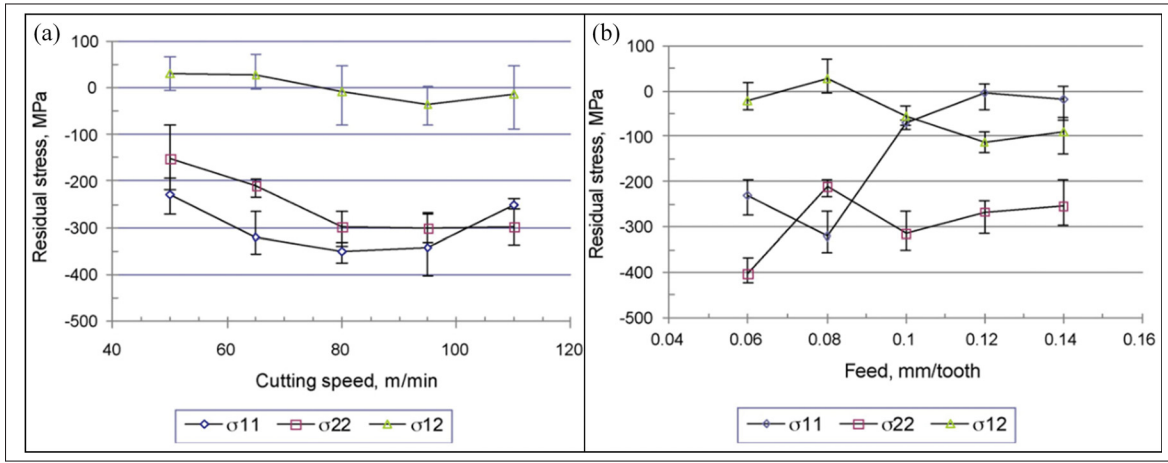 (a)
Residual stress, MPa
100
0
-100
-200
-300
-400
-500
40
60
80
100
120
Cutting speed, m/min
σ11
σ22
σ12
(b)
Residual stress, MPa
100
0
-100
-200
-300
-400
-500
0.04
0.06
0.08
0.1
0.12
0.14
0.16
Feed, mm/tooth
σ11
σ22
σ12